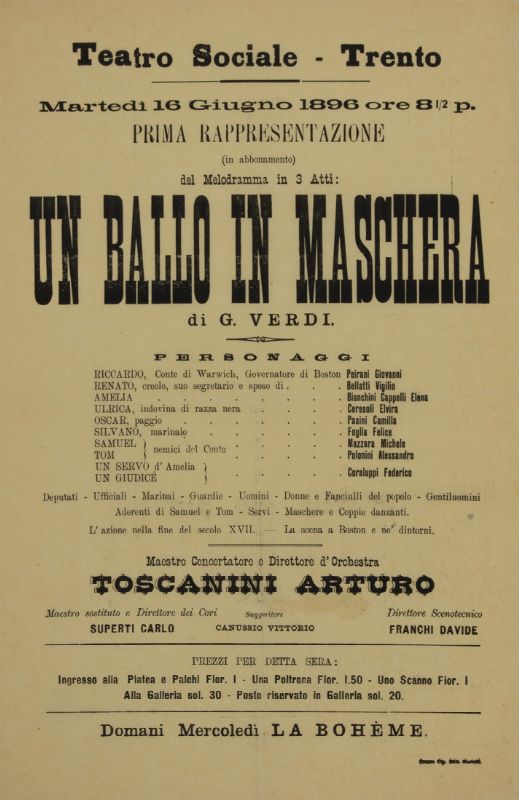 Teatro Sociale - Trento
Martedì 16 Giugno 1896 ore 8 1/2 p.
PRIMA RAPPRESENTAZIONE
(in abbonamento)
del Melodramma in 3 Atti:
UN BALLO IN MASCHERA
di G. VERDI.
PERSONAGGI
RICCARDO, Conte di Warwich, Governatore di Boston Peirani Giovanni
RENATO, creolo, suo segretario e sposo di . . . Bellatti Vigilio
AMELIA . . . . . . . . Bianchini Cappelli Elena
ULRICA, indovina di razza nera . . . . . Ceresoli Elvira
OSCAR, paggio . . . . . . . Pasini Camilla
SILVANO, marinaio . . . . . . . Foglia Felice
SAMUEL } nemici del Conte . . . . . Mazzara Michele
TOM . . . . . Polonini Alessandro
UN SERVO d' Amelia }
UN GIUDICE . . . . . . Coraluppi Federico
Deputati - Ufficiali - Marinai - Guardie - Uomini - Donne e Fanciulli del popolo - Gentiluomini
Aderenti di Samuel e Tom - Servi - Maschere e Coppie danzanti.
L' azione nella fine del secolo XVII. — La scena a Boston e ne' dintorni.
Maestro Concertatore e Direttore d'Orchestra
TOSCANINI ARTURO
Maestro sostituto e Direttore dei Cori Suggeritore Direttore Scenotecnico
SUPERTI CARLO CANUSSIO VITTORIO FRANCHI DAVIDE
PREZZI PER DETTA SERA:
Ingresso alla Platea e Palchi Fior. 1 - Una Poltrona Fior. 1.50 - Uno Scanno Fior. 1
Alla Galleria sol. 30 - Posto riservato in Galleria sol. 20.
Domani Mercoledì LA BOHÈME.